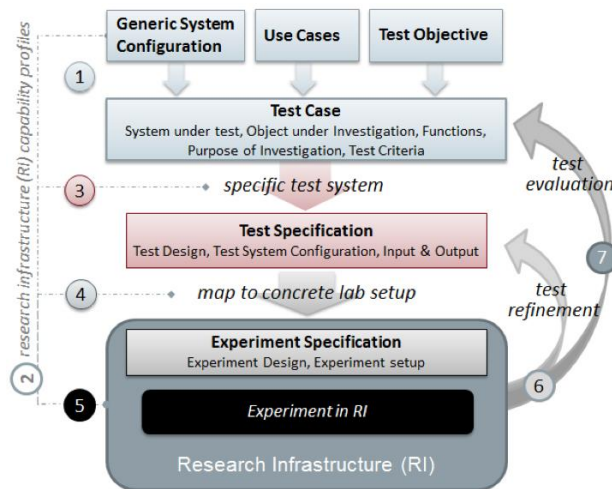 Generic System
Configuration
Use Cases
Test Objective
1
Test Case
System under test, Object under Investigation, Functions,
Purpose of Investigation, Test Criteria
3
specific test system
test
evaluation
Test Specification
Test Design, Test System Configuration, Input & Output
7
4
map to concrete lab setup
test
refinement
Experiment Specification
Experiment Design, Experiment setup
2
research infrastructure (RI) capability profiles
6
5
Experiment in RI
Research Infrastructure (RI)